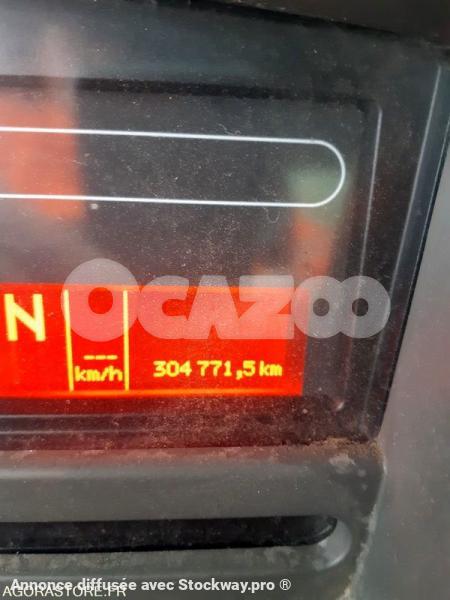 OCAZOO
N
---
km/h
304 771,5 km
Annonce diffusée avec Stockway.pro ®
AGORASTORE.FR